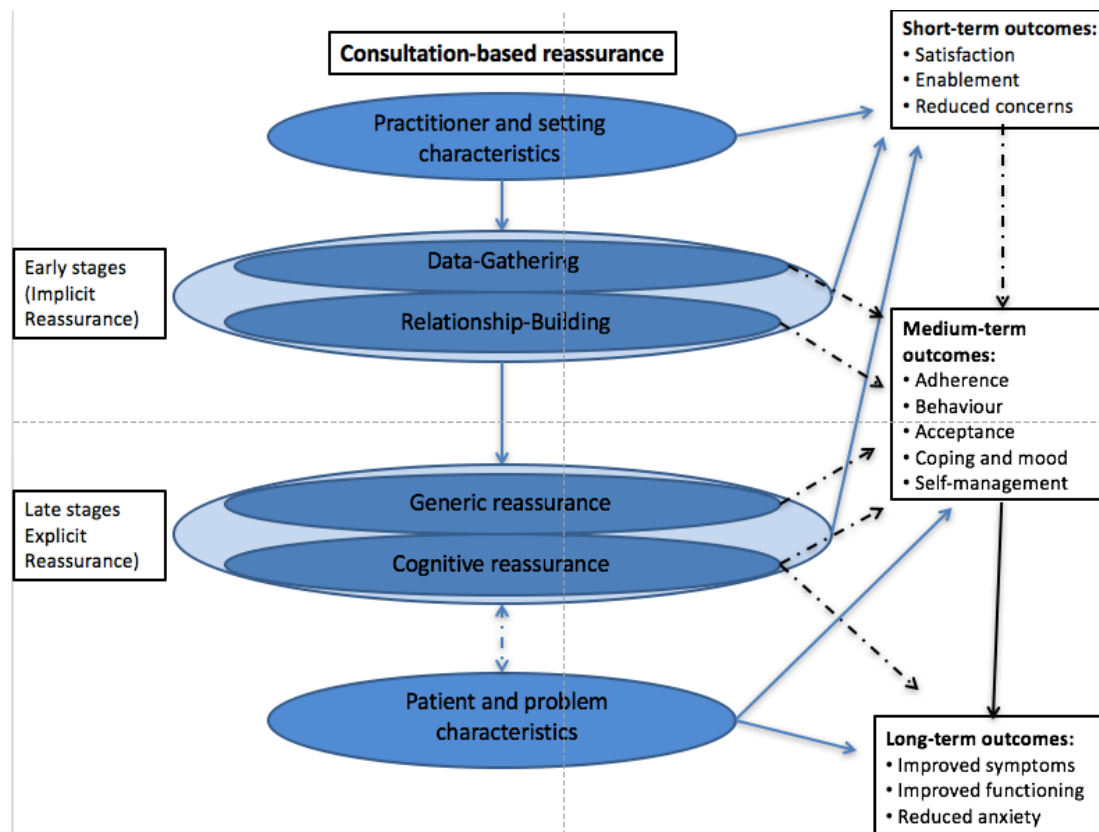 Consultation-based reassurance
Practitioner and setting
characteristics
Early stages
(Implicit
Reassurance)
Data-Gathering
Relationship-Building
Late stages
Explicit
Reassurance)
Generic reassurance
Cognitive reassurance
Patient and problem
characteristics
Short-term outcomes:
• Satisfaction
• Enablement
• Reduced concerns
Medium-term
outcomes:
• Adherence
• Behaviour
• Acceptance
• Coping and mood
• Self-management
Long-term outcomes:
• Improved symptoms
• Improved functioning
• Reduced anxiety